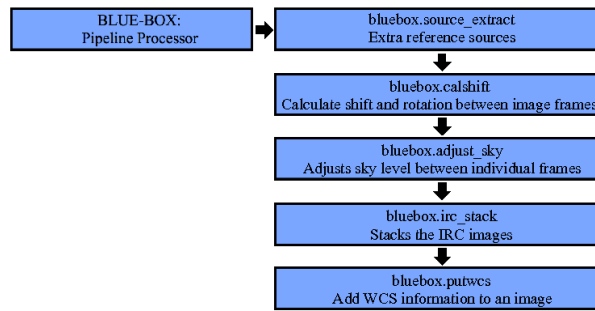 BLUE-BOX:
Pipeline Processor
bluebox.source_extract
Extra reference sources
bluebox.calshift
Calculate shift and rotation between image frames
bluebox.adjust_sky
Adjusts sky level between individual frames
bluebox.irc_stack
Stacks the IRC images
bluebox.putwcs
Add WCS information to an image